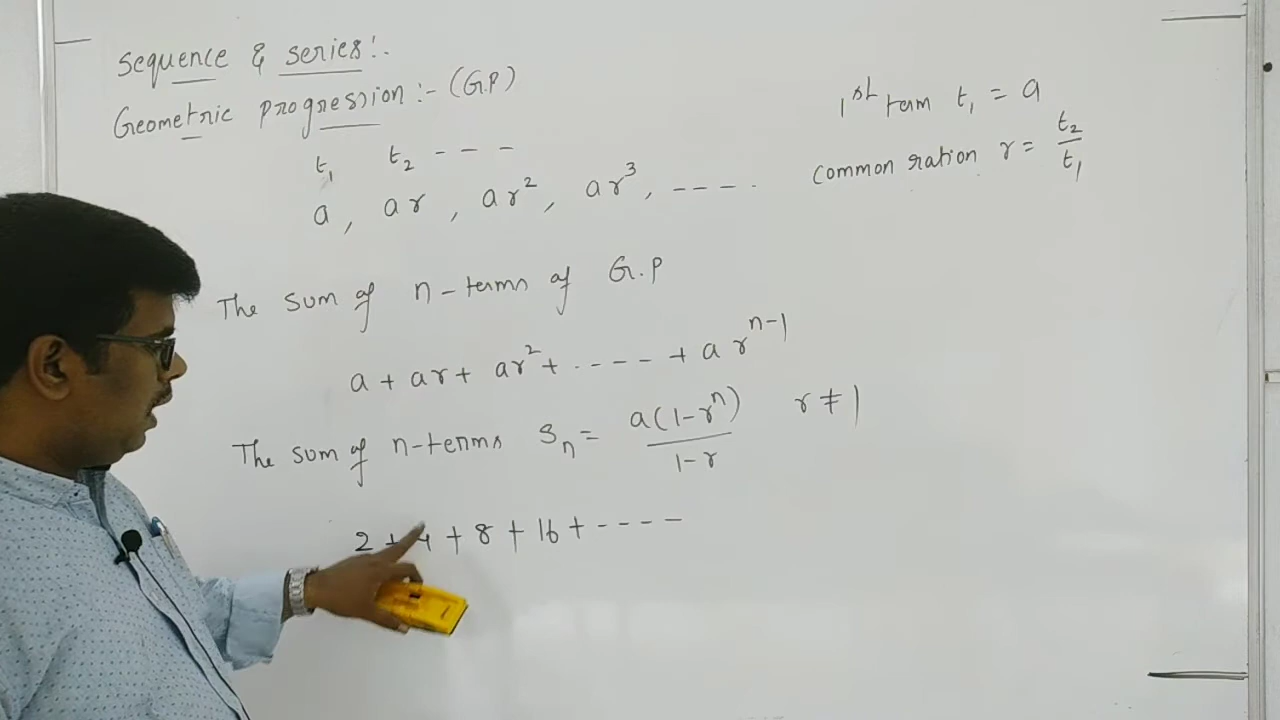 Sequence & series:.
Geometric progression :- (G.P)
1st term t₁ = a
common ration r = t₂/t₁
t₁ t₂ - - -
a, ar, ar², ar³, ----.
The sum of n-terms of G.P
a + ar + ar² + .---- + a rⁿ⁻¹
The sum of n-terms Sₙ = a(1-rⁿ)/1-r r ≠ 1
2 + 4 + 8 + 16 + ----